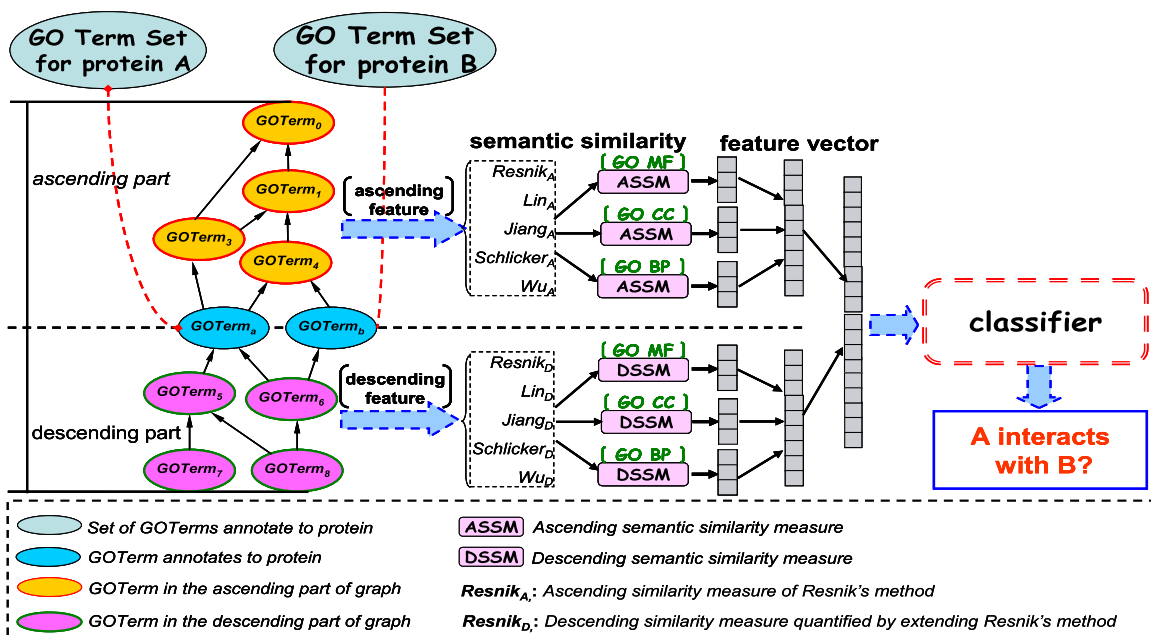 GO Term Set
for protein A
GO Term Set
for protein B
ascending part
descending part
GOTerm0
GOTerm1
GOTerm3
GOTerm4
GOTerma
GOTermb
GOTerm5
GOTerm6
GOTerm7
GOTerm8
[ascending
feature]
[descending
feature]
semantic similarity
feature vector
ResnikA
LinA
JiangA
SchlickerA
WuA
[GO MF]
ASSM
[GO CC]
ASSM
[GO BP]
ASSM
ResnikD
LinD
JiangD
SchlickerD
WuD
[GO MF]
DSSM
[GO CC]
DSSM
[GO BP]
DSSM
classifier
A interacts
with B?
Set of GOTerms annotate to protein
GOTerm annotates to protein
GOTerm in the ascending part of graph
GOTerm in the descending part of graph
ASSM Ascending semantic similarity measure
DSSM Descending semantic similarity measure
ResnikA,: Ascending similarity measure of Resnik's method
ResnikD,: Descending similarity measure quantified by extending Resnik's method